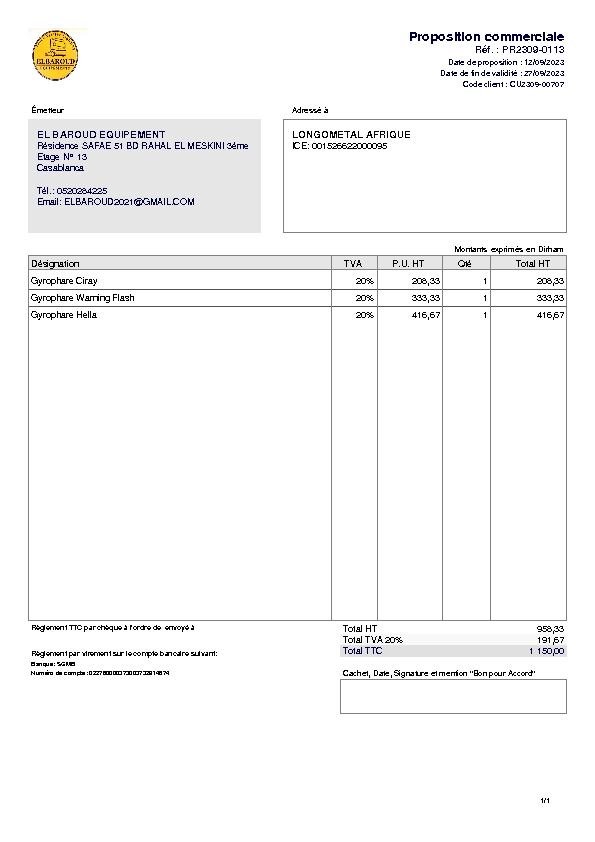 ELBAROUD
EQUIPEMENT
Proposition commerciale
Réf. : PR2309-0113
Date de proposition : 12/09/2023
Date de fin de validité : 27/09/2023
Code client : CU2309-00707
Émetteur
Adressé à
EL BAROUD EQUIPEMENT
Résidence SAFAE 51 BD RAHAL EL MESKINI 3éme
Etage N° 13
Casablanca
Tél.: 0520284225
Email: ELBAROUD2021@GMAIL.COM
LONGOMETAL AFRIQUE
ICE: 001526622000095
Montants exprimés en Dirham
Désignation TVA P.U. HT Qté Total HT
Gyrophare Ciray 20% 208,33 1 208,33
Gyrophare Warning Flash 20% 333,33 1 333,33
Gyrophare Hella 20% 416,67 1 416,67
Règlement TTC par chèque à l'ordre de envoyé à
Règlement par virement sur le compte bancaire suivant:
Banque: SGMB
Numéro de compte:
Total HT 958,33
Total TVA 20% 191,67
Total TTC 1 150,00
Cachet, Date, Signature et mention "Bon pour Accord"
1/1